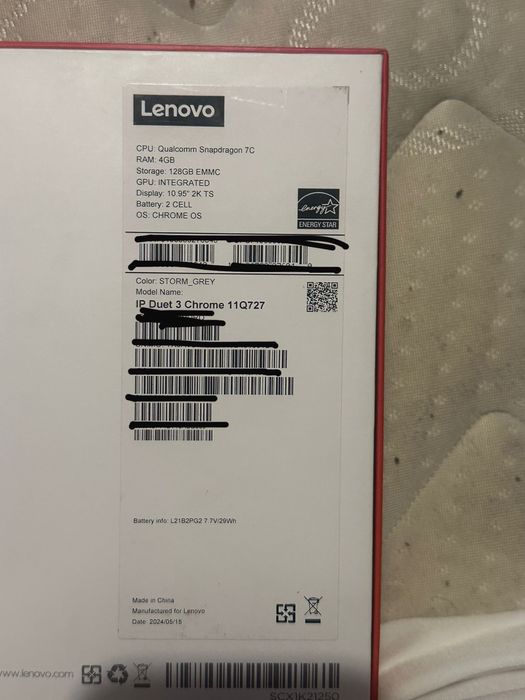 Lenovo
CPU: Qualcomm Snapdragon 7C
RAM: 4GB
Storage: 128GB EMMC
GPU: INTEGRATED
Display: 10.95" 2K TS
Battery: 2 CELL
OS: CHROME OS
energy
ENERGY STAR
Color: STORM_GREY
Model Name:
IP Duet 3 Chrome 11Q727
Battery info: L21B2PG2 7.7V/29Wh
Made in China
Manufactured for Lenovo
Date: 2024/05/15
www.lenovo.com
SCX1K21250